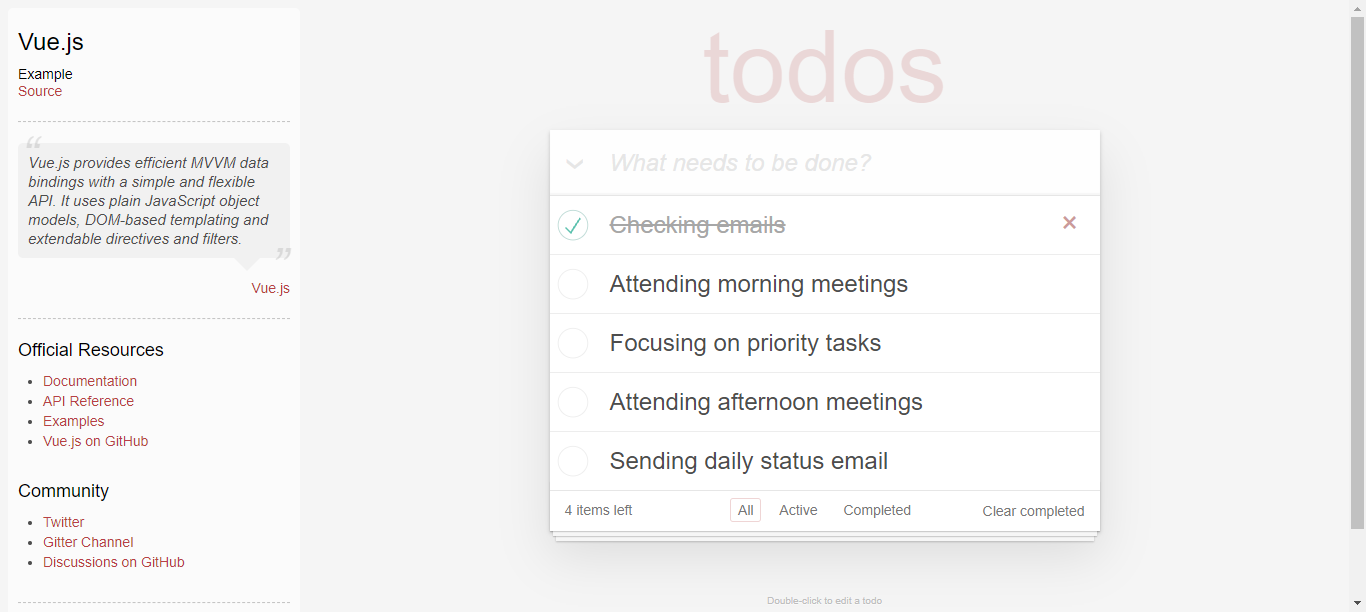 Vue.js
Example
Source
“
Vue.js provides efficient MVVM data
bindings with a simple and flexible
API. It uses plain JavaScript object
models, DOM-based templating and
extendable directives and filters.
”
Vue.js
Official Resources
• Documentation
• API Reference
• Examples
• Vue.js on GitHub
Community
• Twitter
• Gitter Channel
• Discussions on GitHub
todos
What needs to be done?
Checking emails ×
Attending morning meetings
Focusing on priority tasks
Attending afternoon meetings
Sending daily status email
4 items left All Active Completed Clear completed
Double-click to edit a todo